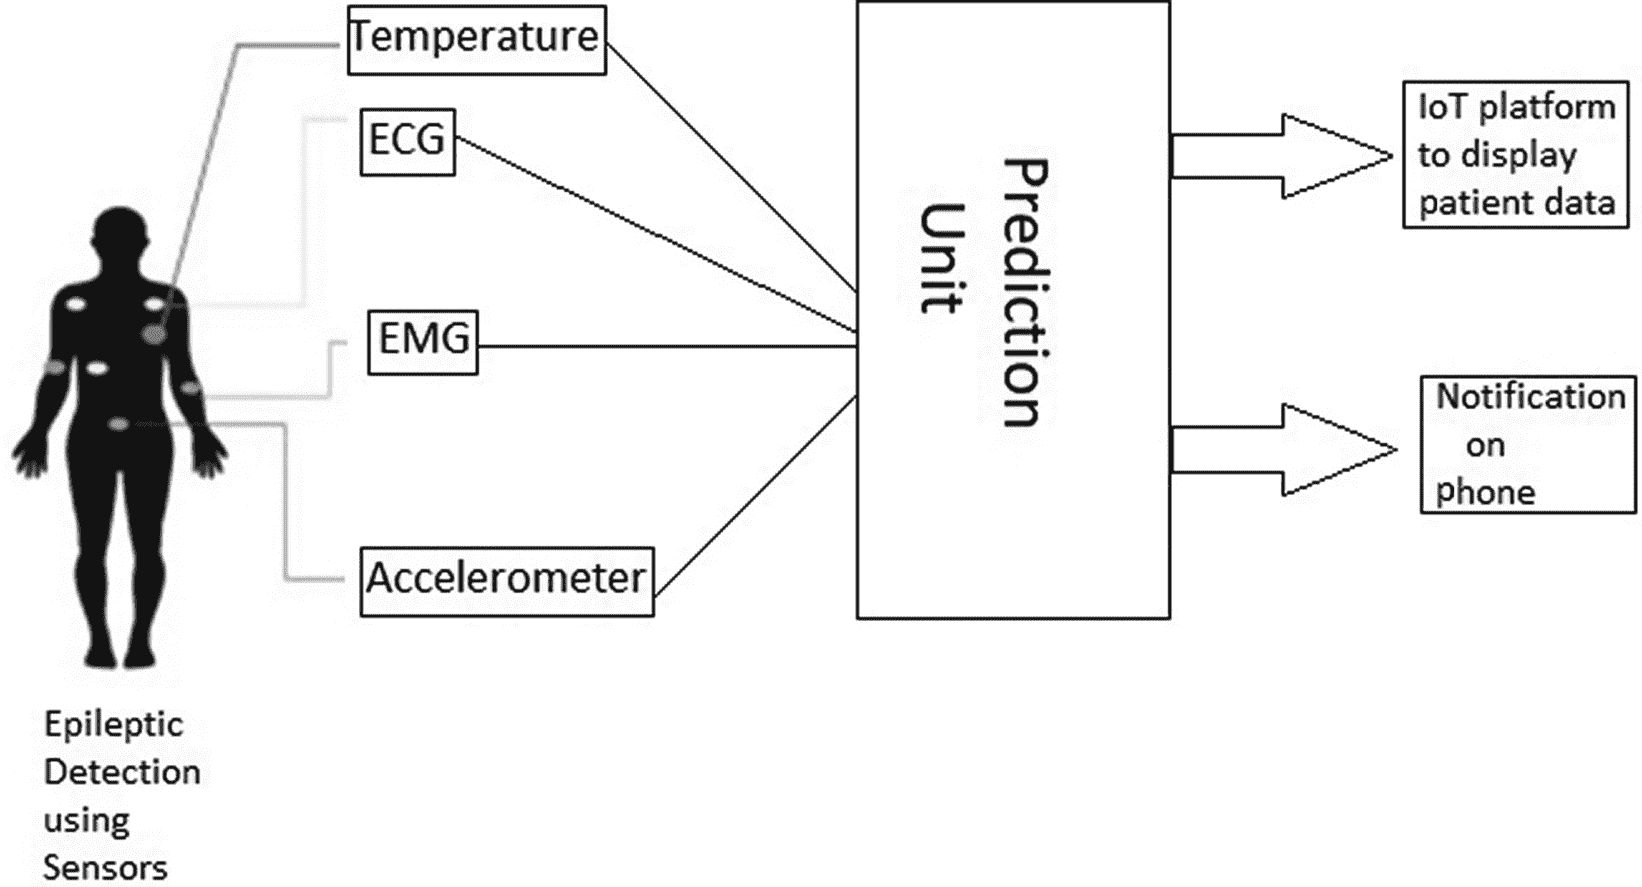 Temperature
ECG
EMG
Accelerometer
Prediction
Unit
IoT platform
to display
patient data
Notification
on
phone
Epileptic
Detection
using
Sensors